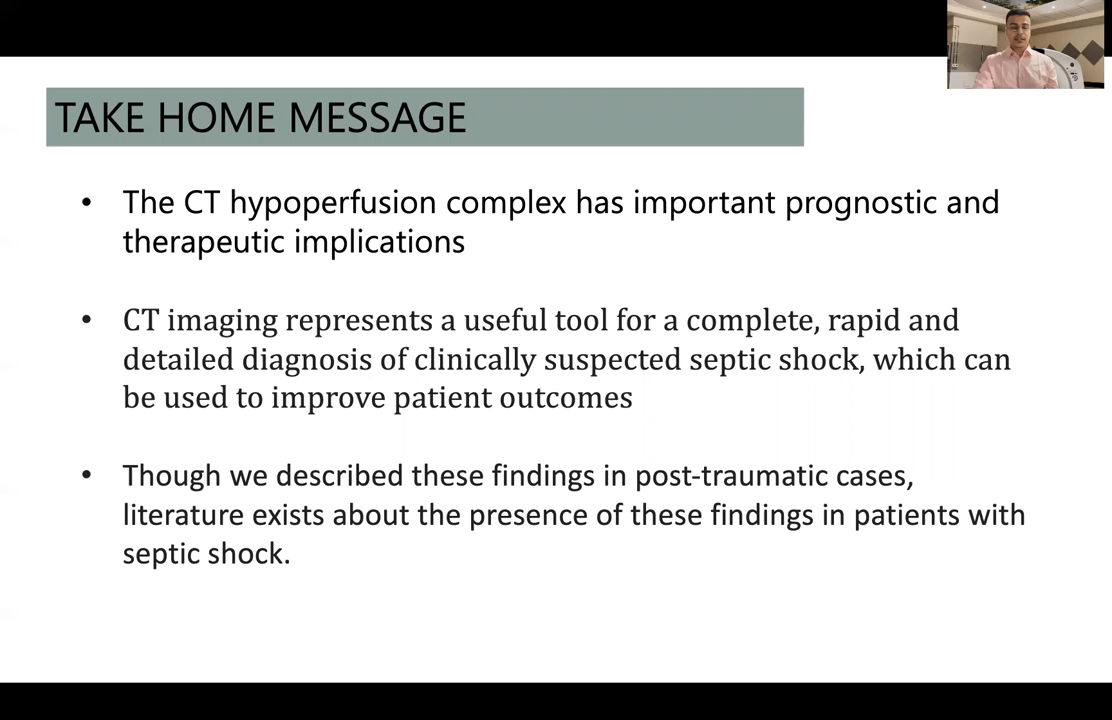 TAKE HOME MESSAGE
• The CT hypoperfusion complex has important prognostic and
therapeutic implications
• CT imaging represents a useful tool for a complete, rapid and
detailed diagnosis of clinically suspected septic shock, which can
be used to improve patient outcomes
• Though we described these findings in post-traumatic cases,
literature exists about the presence of these findings in patients with
septic shock.